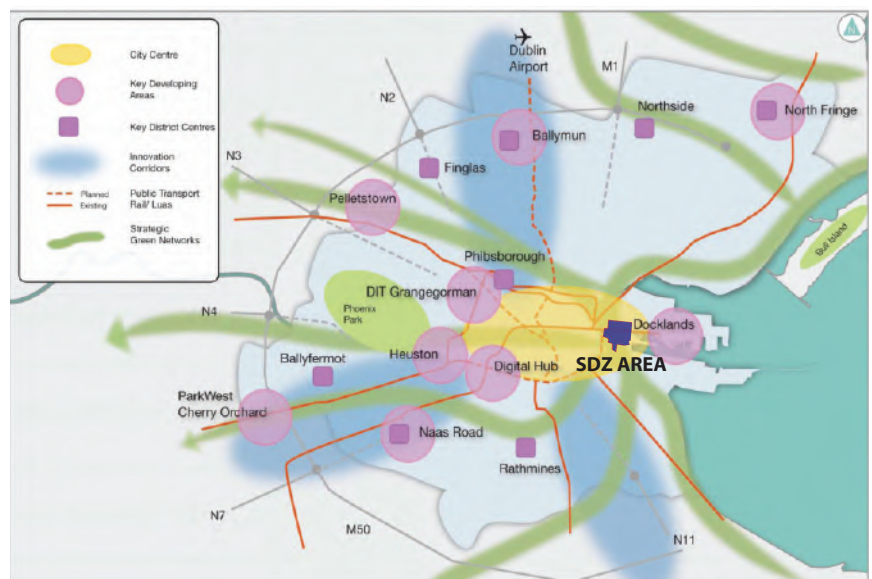 City Centre
Key Developing
Areas
Key District Centres
Innovation
Corridors
Planned
Existing
Public Transport
Rail/ Luas
Strategic
Green Networks
N
Dublin
Airport
M1
N2
Northside
North Fringe
Ballymun
Finglas
N3
Pelletstown
Bull Island
Phibsborough
DIT Grangegorman
Phoenix
Park
N4
Docklands
Heuston
SDZ AREA
Ballyfermot
Digital Hub
ParkWest
Cherry Orchard
Naas Road
Rathmines
N7
M50
N11